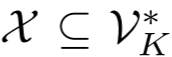 𝒳 ⊆ 𝒱*_K